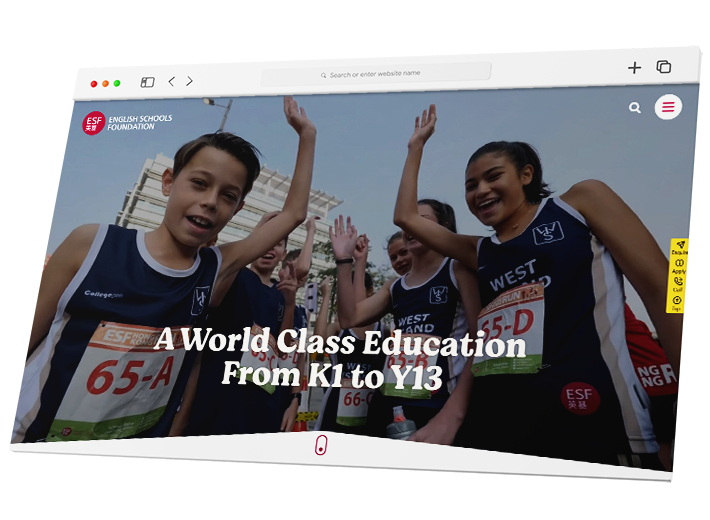 Search or enter website name
ESF
英基
ENGLISH SCHOOLS
FOUNDATION
Enquire
Apply
Call
Top
College
WEST
ISLAND
65-D
ESF
65-A
66-C
A World Class Education
From K1 to Y13
ESF
英基